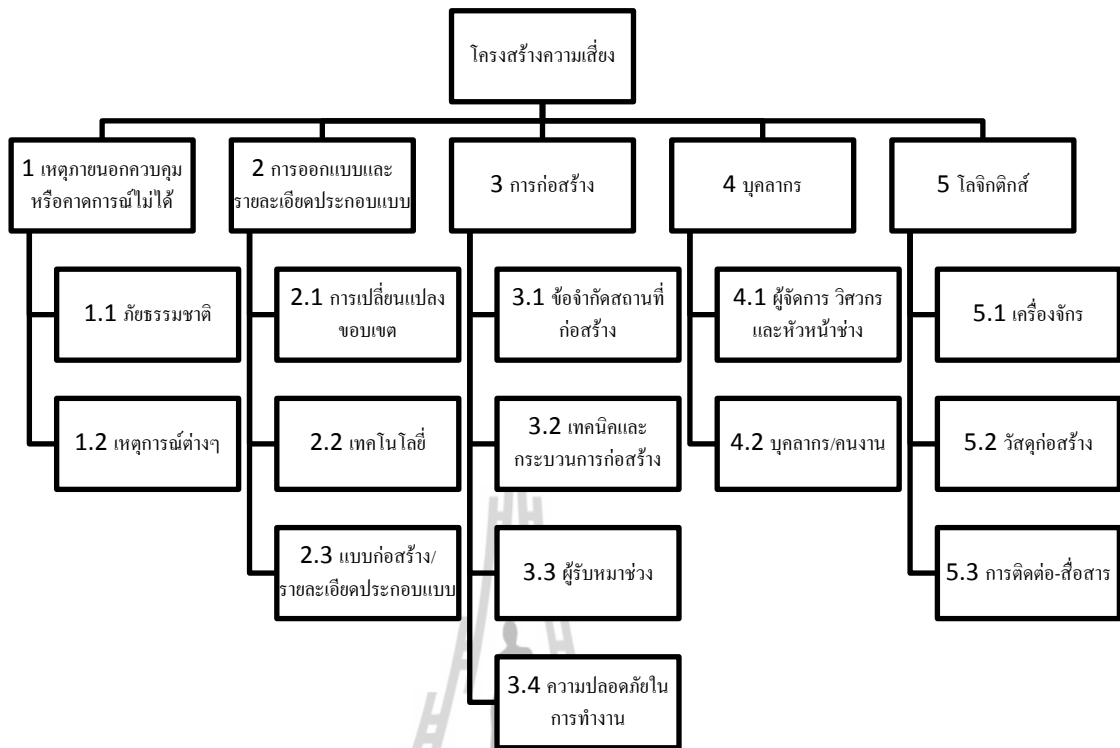 โครงสร้างความเสี่ยง
1 เหตุภายนอกควบคุม
หรือคาดการณ์ไม่ได้
1.1 ภัยธรรมชาติ
1.2 เหตุการณ์ต่างๆ
2 การออกแบบและ
รายละเอียดประกอบแบบ
2.1 การเปลี่ยนแปลง
ขอบเขต
2.2 เทคโนโลยี่
2.3 แบบก่อสร้าง/
รายละเอียดประกอบแบบ
3 การก่อสร้าง
3.1 ข้อจำกัดสถานที่
ก่อสร้าง
3.2 เทคนิคและ
กระบวนการก่อสร้าง
3.3 ผู้รับหมาช่วง
3.4 ความปลอดภัยใน
การทำงาน
4 บุคลากร
4.1 ผู้จัดการ วิศวกร
และหัวหน้าช่าง
4.2 บุคลากร/คนงาน
5 โลจิกติกส์
5.1 เครื่องจักร
5.2 วัสดุก่อสร้าง
5.3 การติดต่อ-สื่อสาร